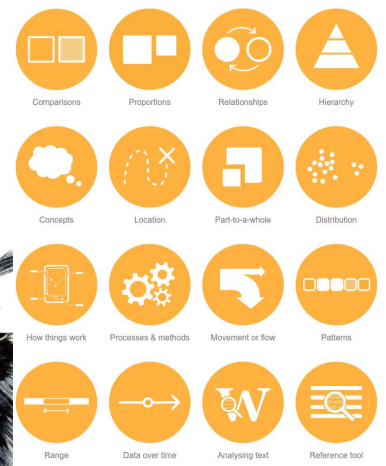 Comparisons
Proportions
Relationships
Hierarchy
Concepts
Location
Part-to-a-whole
Distribution
How things work
Processes & methods
Movement or flow
Patterns
Range
Data over time
Analysing text
Reference tool